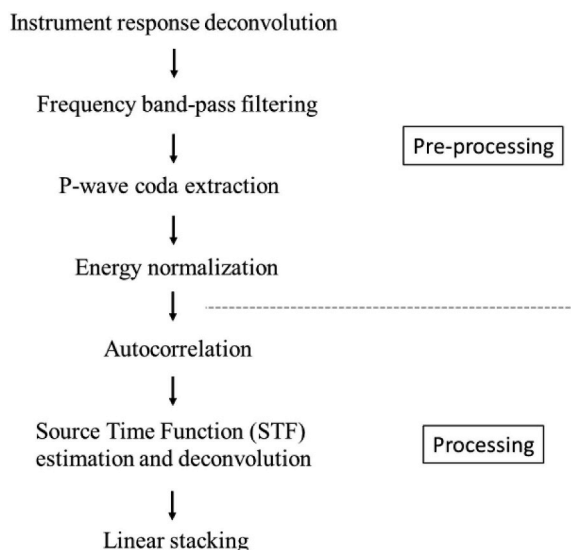 Instrument response deconvolution
Frequency band-pass filtering
Pre-processing
P-wave coda extraction
Energy normalization
Autocorrelation
Source Time Function (STF)
estimation and deconvolution
Processing
Linear stacking